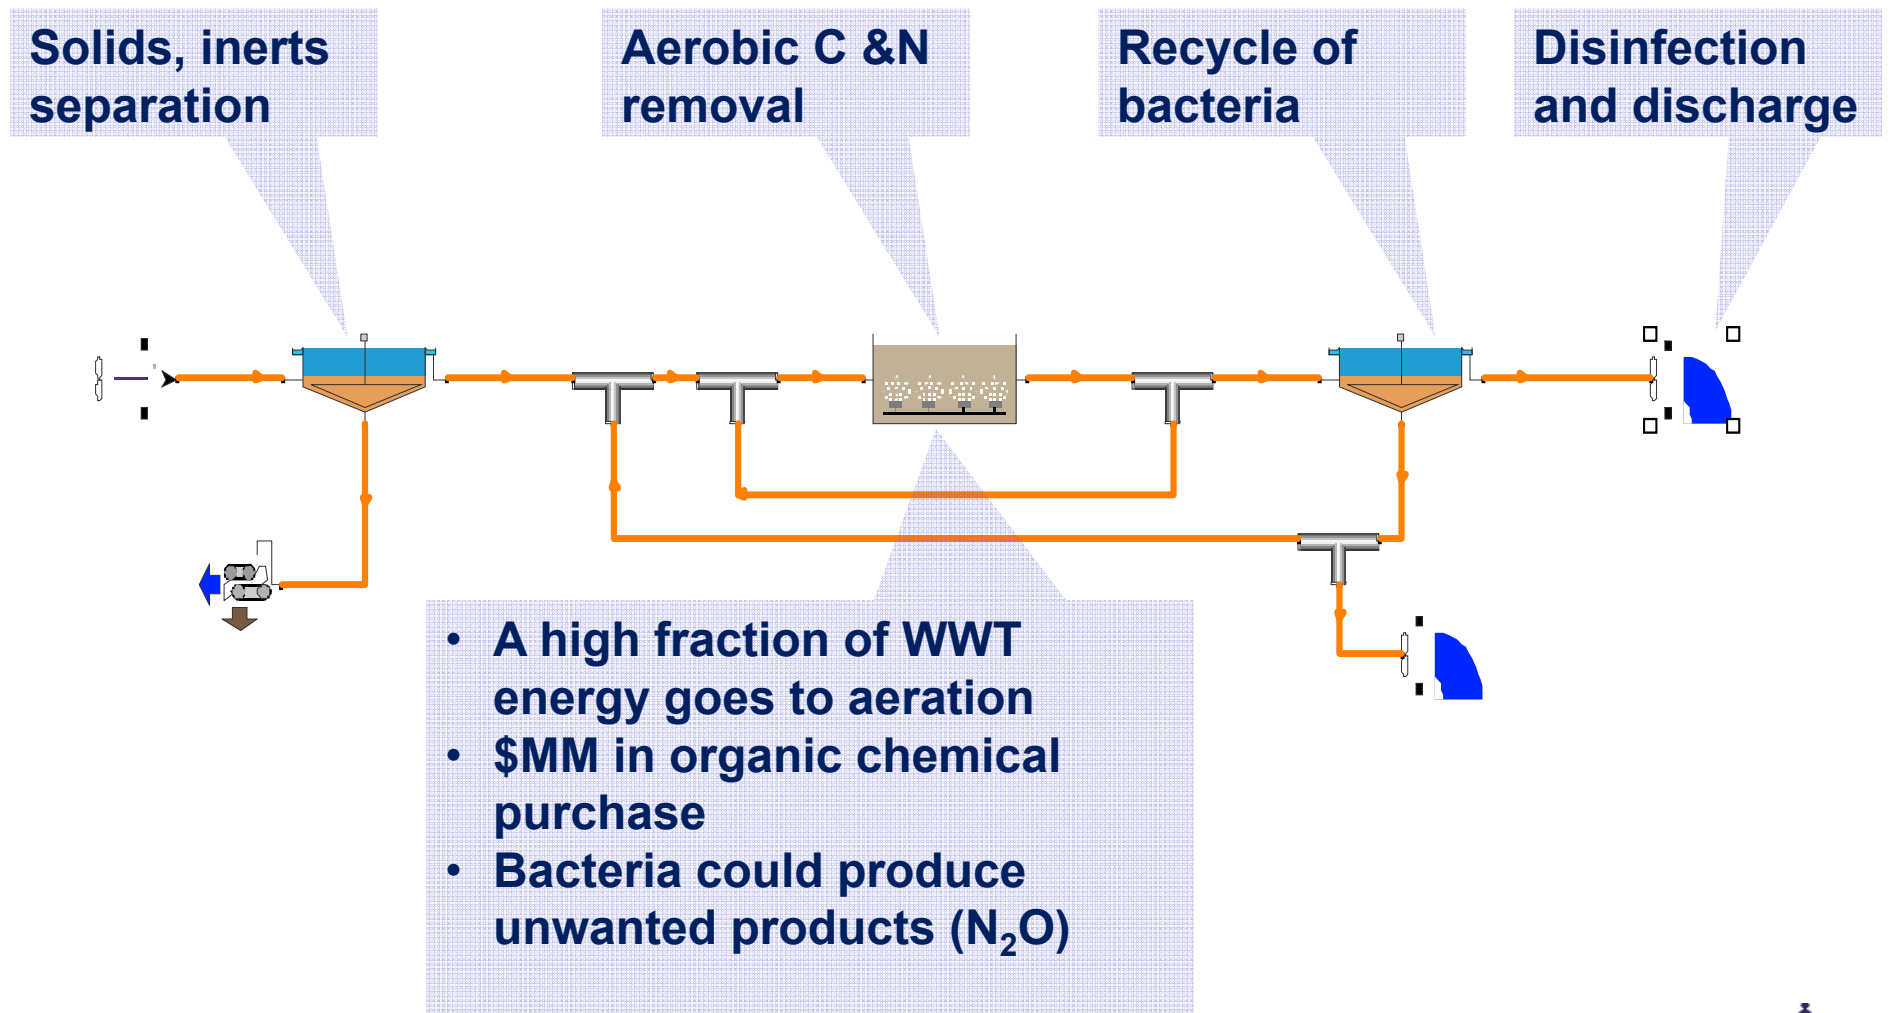 Solids, inerts
separation
Aerobic C &N
removal
Recycle of
bacteria
Disinfection
and discharge
• A high fraction of WWT
energy goes to aeration
• $MM in organic chemical
purchase
• Bacteria could produce
unwanted products (N₂O)